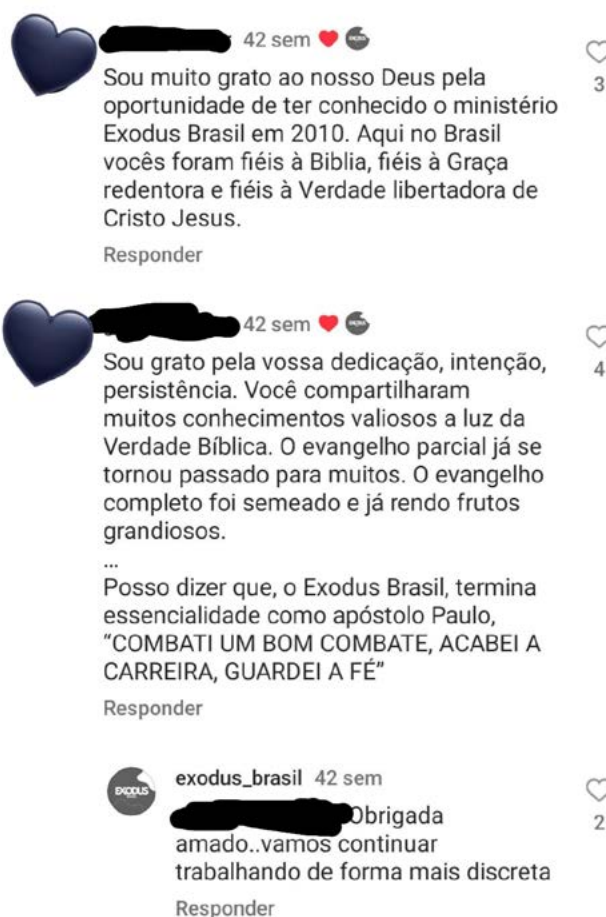 42 sem
3
Sou muito grato ao nosso Deus pela
oportunidade de ter conhecido o ministério
Exodus Brasil em 2010. Aqui no Brasil
vocês foram fiéis à Biblia, fiéis à Graça
redentora e fiéis à Verdade libertadora de
Cristo Jesus.
Responder
42 sem
4
Sou grato pela vossa dedicação, intenção,
persistência. Você compartilharam
muitos conhecimentos valiosos a luz da
Verdade Bíblica. O evangelho parcial já se
tornou passado para muitos. O evangelho
completo foi semeado e já rendo frutos
grandiosos.
...
Posso dizer que, o Exodus Brasil, termina
essencialidade como apóstolo Paulo,
“COMBATI UM BOM COMBATE, ACABEI A
CARREIRA, GUARDEI A FÉ”
Responder
EXODUS
exodus_brasil 42 sem
Obrigada
2
amado..vamos continuar
trabalhando de forma mais discreta
Responder